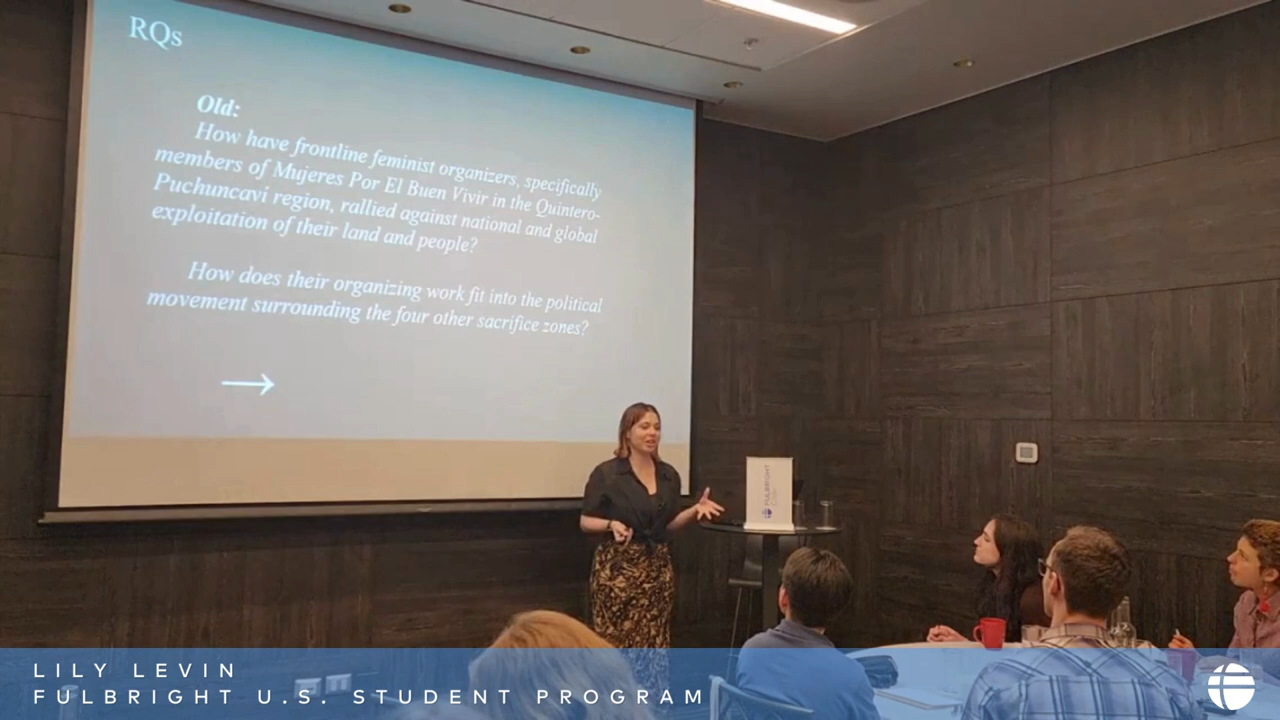 RQs
Old:
How have frontline feminist organizers, specifically
members of Mujeres Por El Buen Vivir in the Quintero-
Puchuncaví region, rallied against national and global
exploitation of their land and people?
How does their organizing work fit into the political
movement surrounding the four other sacrifice zones?
→
FULBRIGHT
LILY LEVIN
FULBRIGHT U.S. STUDENT PROGRAM